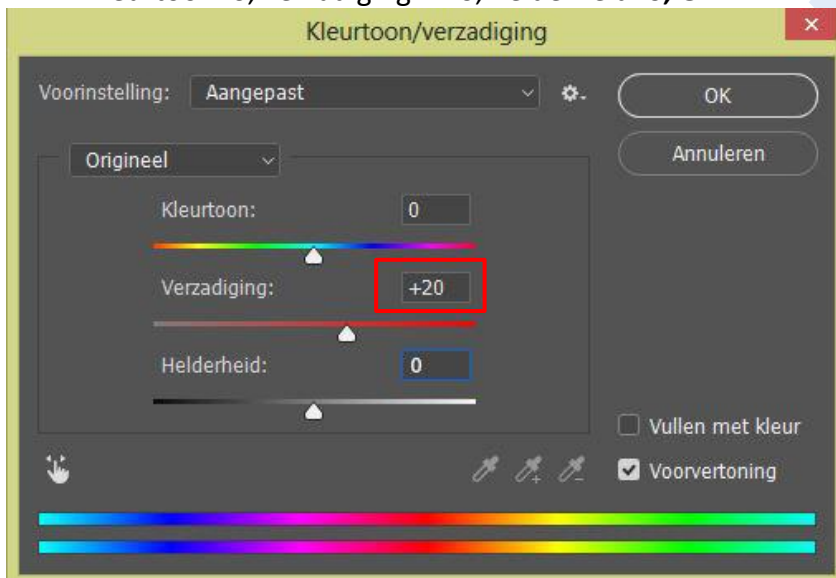 Kleurtoon/verzadiging
Voorinstelling: Aangepast
OK
Origineel
Annuleren
Kleurtoon: 0
Verzadiging: +20
Helderheid: 0
Vullen met kleur
Voorvertoning